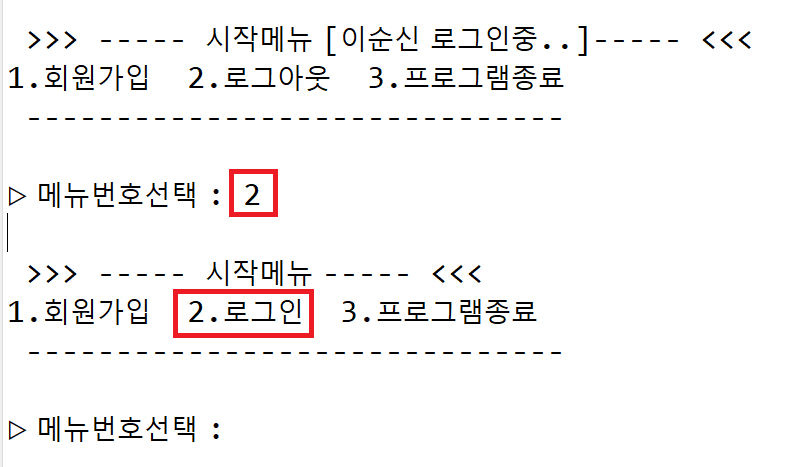 >>> ----- 시작메뉴 [이순신 로그인중..]----- <<<
1.회원가입  2.로그아웃  3.프로그램종료
------------------------------
▷ 메뉴번호선택 : 2
>>> ----- 시작메뉴 ----- <<<
1.회원가입  2.로그인  3.프로그램종료
------------------------------
▷ 메뉴번호선택 :